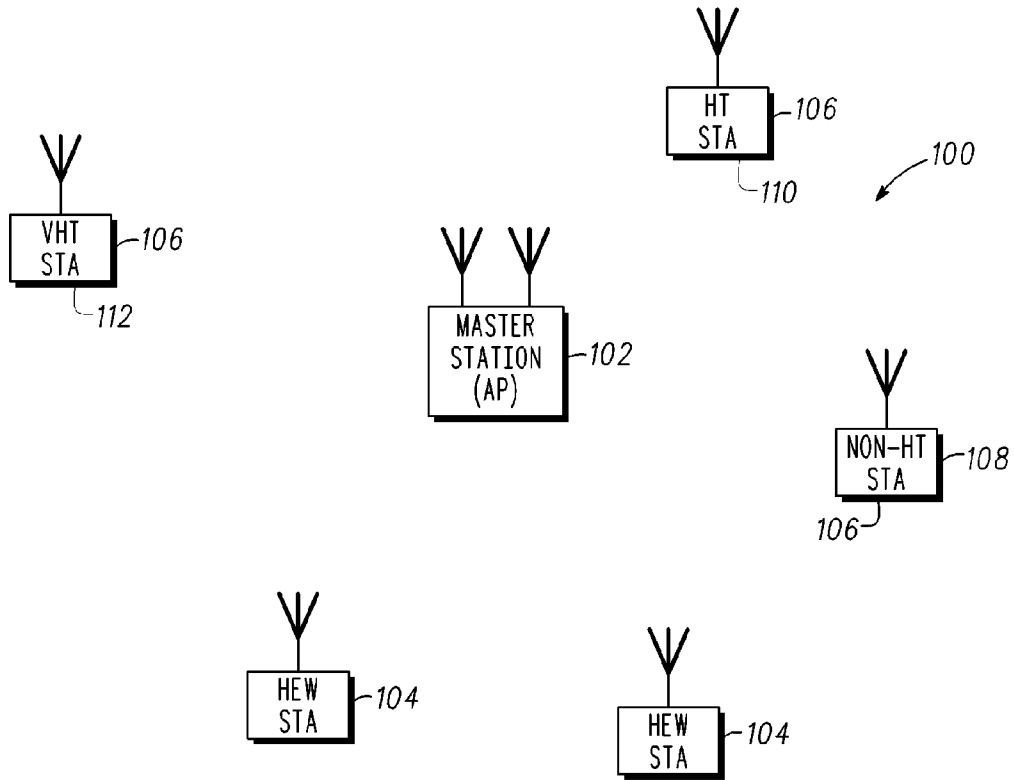 HT
STA
106
110
100
VHT
STA
106
112
MASTER
STATION
(AP)
102
NON-HT
STA
108
106
HEW
STA
104
HEW
STA
104